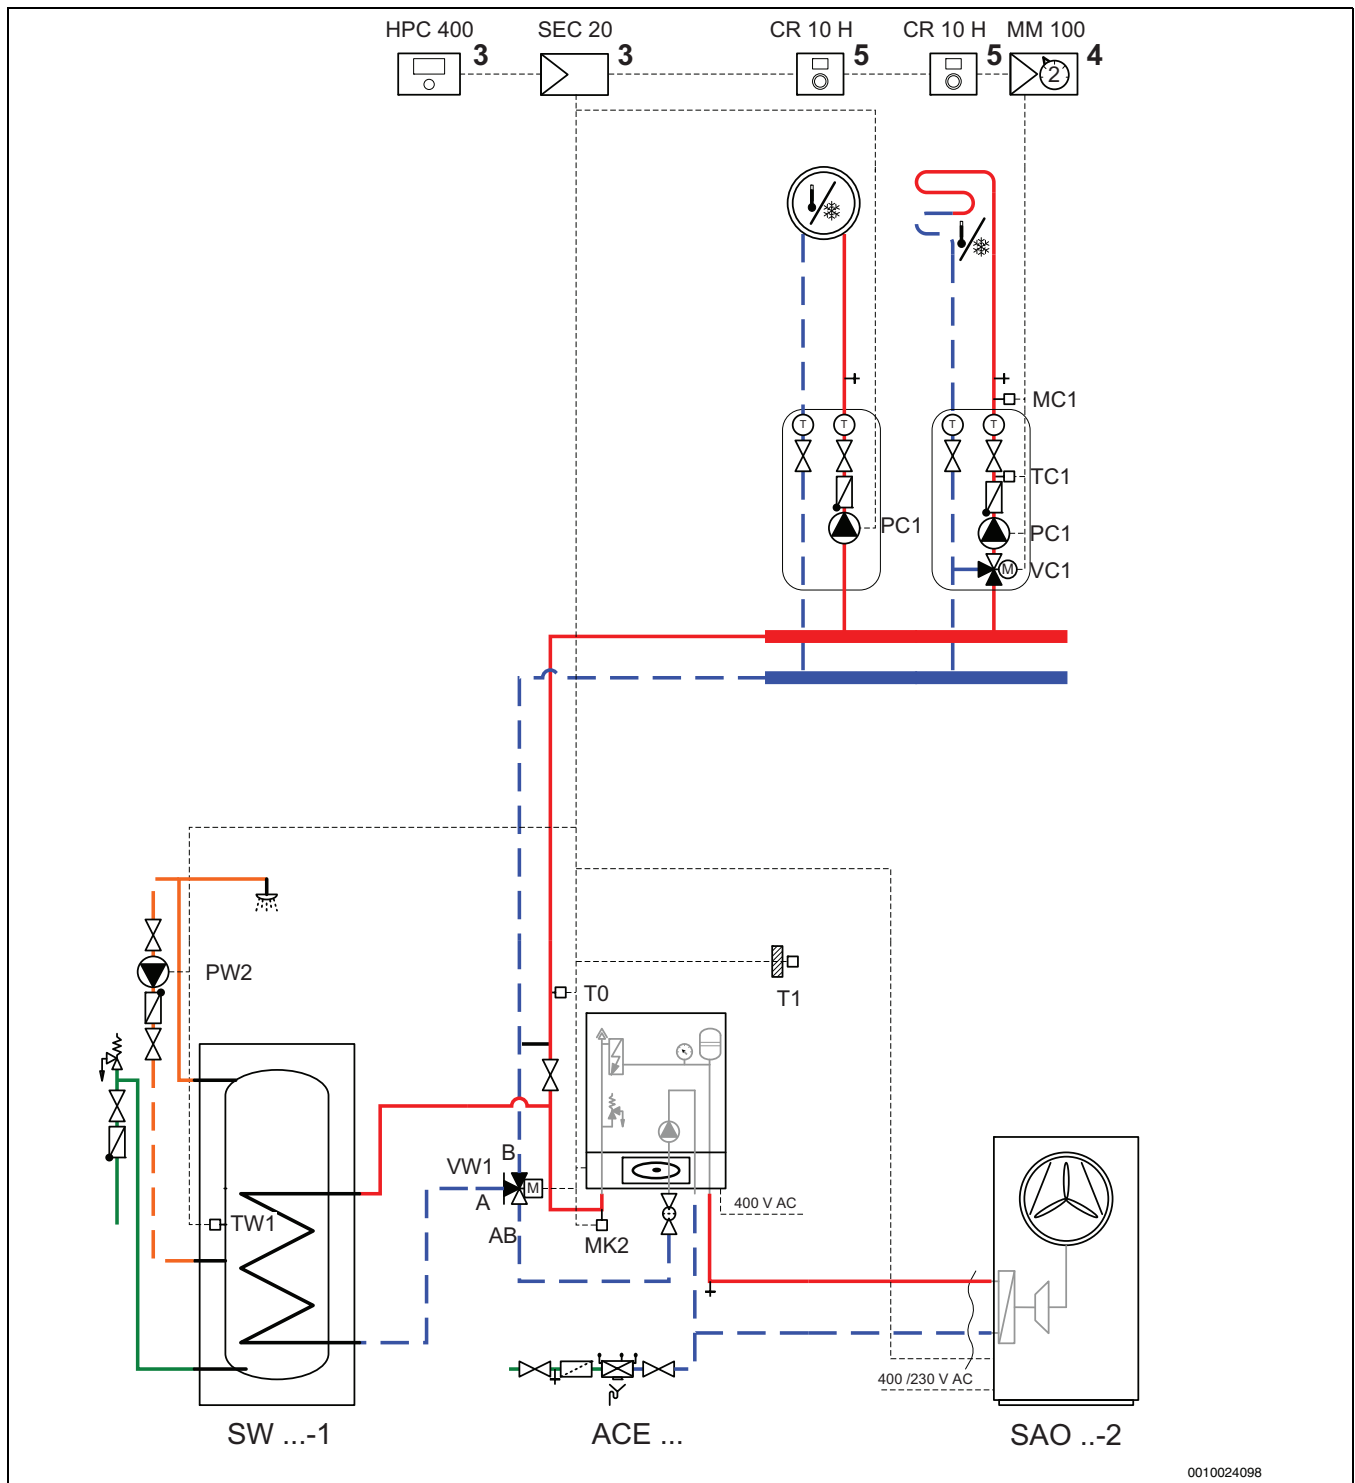 HPC 400 SEC 20 CR 10 H CR 10 H MM 100
3 3 5 5 4
2
T T T T
MC1
TC1
PC1 PC1
M VC1
PW2
T0 T1
B
VW1
M
A
400 V AC
TW1
AB
MK2
400 /230 V AC
SW ...-1 ACE ... SAO ..-2
0010024098